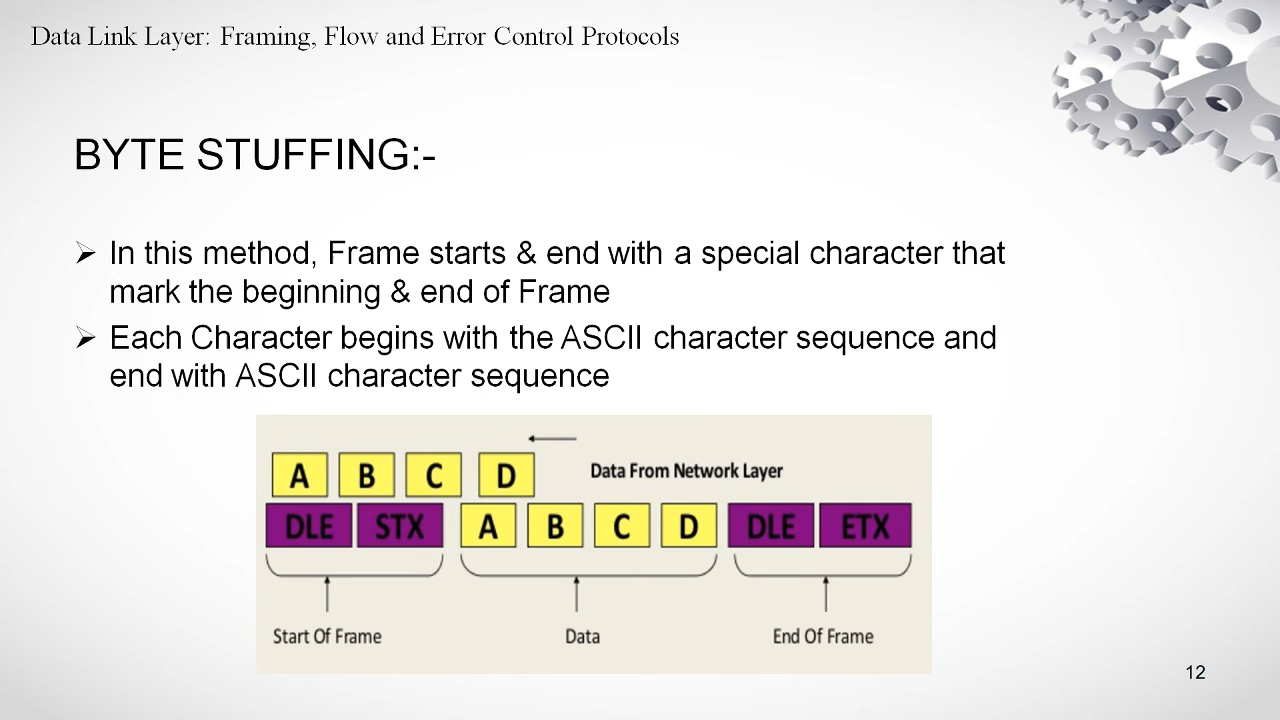 Data Link Layer: Framing, Flow and Error Control Protocols
BYTE STUFFING:-
➢ In this method, Frame starts & end with a special character that
mark the beginning & end of Frame
➢ Each Character begins with the ASCII character sequence and
end with ASCII character sequence
A B C D Data From Network Layer
DLE STX A B C D DLE ETX
Start Of Frame Data End Of Frame
12